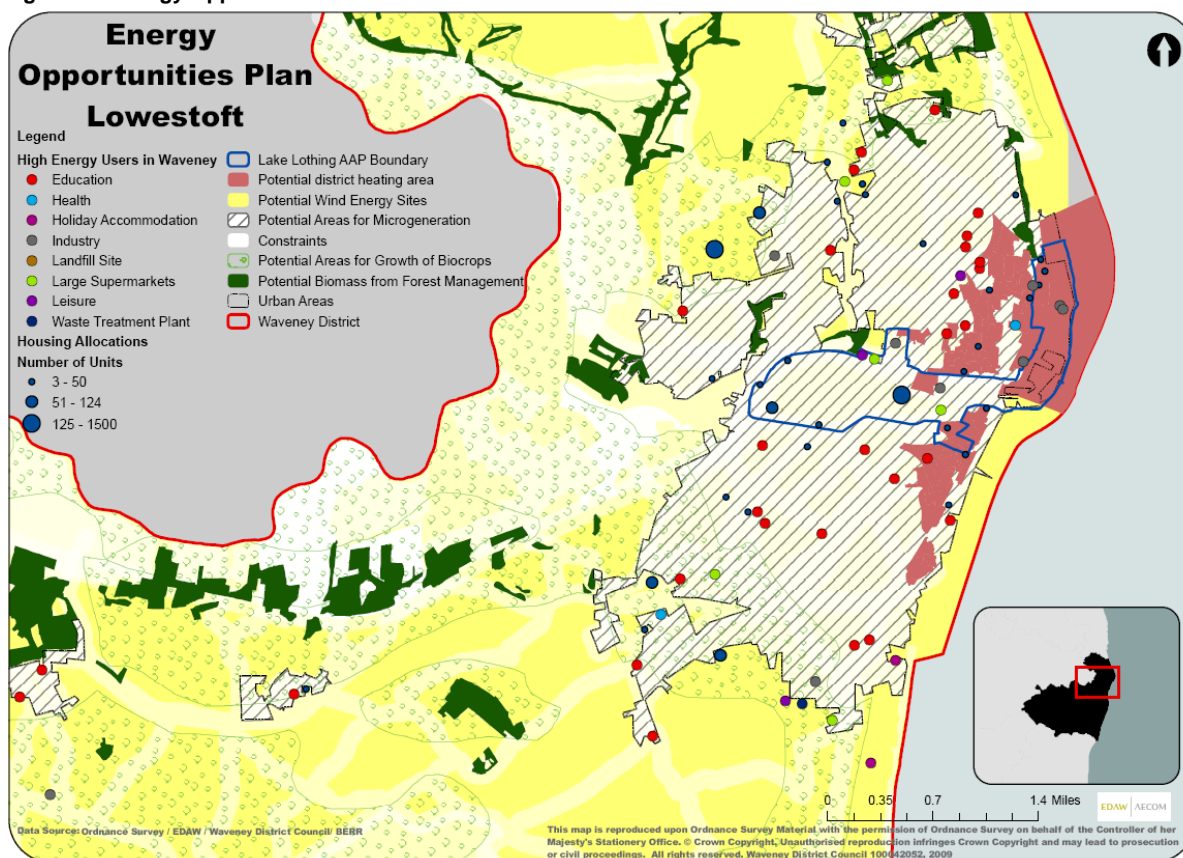 Energy
Opportunities Plan
Lowestoft
Legend
High Energy Users in Waveney
Education
Health
Holiday Accommodation
Industry
Landfill Site
Large Supermarkets
Leisure
Waste Treatment Plant
Housing Allocations
Number of Units
3 - 50
51 - 124
125 - 1500
Lake Lothing AAP Boundary
Potential district heating area
Potential Wind Energy Sites
Potential Areas for Microgeneration
Constraints
Potential Areas for Growth of Biocrops
Potential Biomass from Forest Management
Urban Areas
Waveney District
0 0.35 0.7 1.4 Miles
EDAW | AECOM
Data Source: Ordnance Survey / EDAW / Waveney District Council/ BERR
This map is reproduced upon Ordnance Survey Material with the permission of Ordnance Survey on behalf of the Controller of her
Majesty's Stationery Office. © Crown Copyright, Unauthorised reproduction infringes Crown Copyright and may lead to prosecution
or civil proceedings. All rights reserved. Waveney District Council 100042052, 2009